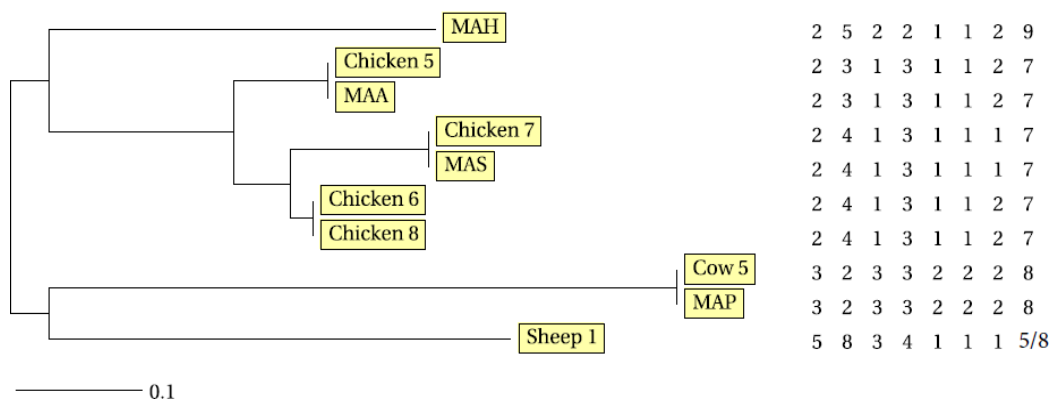 MAH 2 5 2 2 1 1 2 9
Chicken 5 2 3 1 3 1 1 2 7
MAA 2 3 1 3 1 1 2 7
Chicken 7 2 4 1 3 1 1 1 7
MAS 2 4 1 3 1 1 1 7
Chicken 6 2 4 1 3 1 1 2 7
Chicken 8 2 4 1 3 1 1 2 7
Cow 5 3 2 3 3 2 2 2 8
MAP 3 2 3 3 2 2 2 8
Sheep 1 5 8 3 4 1 1 1 5/8
0.1